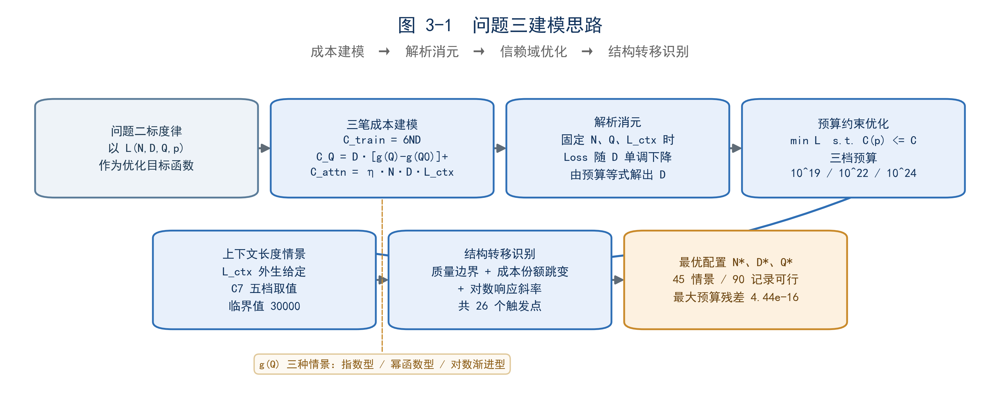 图 3-1 问题三建模思路
成本建模 → 解析消元 → 信赖域优化 → 结构转移识别
问题二标度律
以 L(N,D,Q,p)
作为优化目标函数
三笔成本建模
C_train = 6ND
C_Q = D·[g(Q)-g(Q0)]+
C_attn = η·N·D·L_ctx
解析消元
固定 N、Q、L_ctx 时
Loss 随 D 单调下降
由预算等式解出 D
预算约束优化
min L s.t. C(p) <= C
三档预算
10^19 / 10^22 / 10^24
上下文长度情景
L_ctx 外生给定
C7 五档取值
临界值 30000
结构转移识别
质量边界 + 成本份额跳变
+ 对数响应斜率
共 26 个触发点
最优配置 N*、D*、Q*
45 情景 / 90 记录可行
最大预算残差 4.44e-16
g(Q) 三种情景: 指数型 / 幂函数型 / 对数渐进型